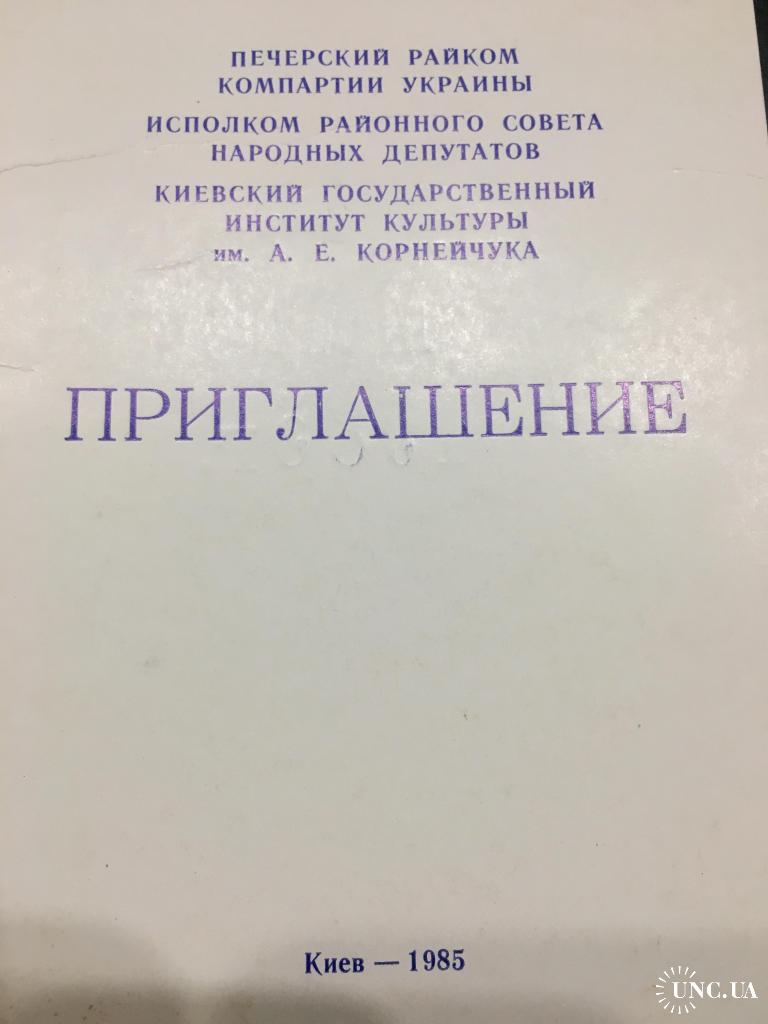 ПЕЧЕРСКИЙ РАЙКОМ
КОМПАРТИИ УКРАИНЫ
ИСПОЛКОМ РАЙОННОГО СОВЕТА
НАРОДНЫХ ДЕПУТАТОВ
КИЕВСКИЙ ГОСУДАРСТВЕННЫЙ
ИНСТИТУТ КУЛЬТУРЫ
им. А. Е. КОРНЕЙЧУКА
ПРИГЛАШЕНИЕ
Киев — 1985
UNC.UA